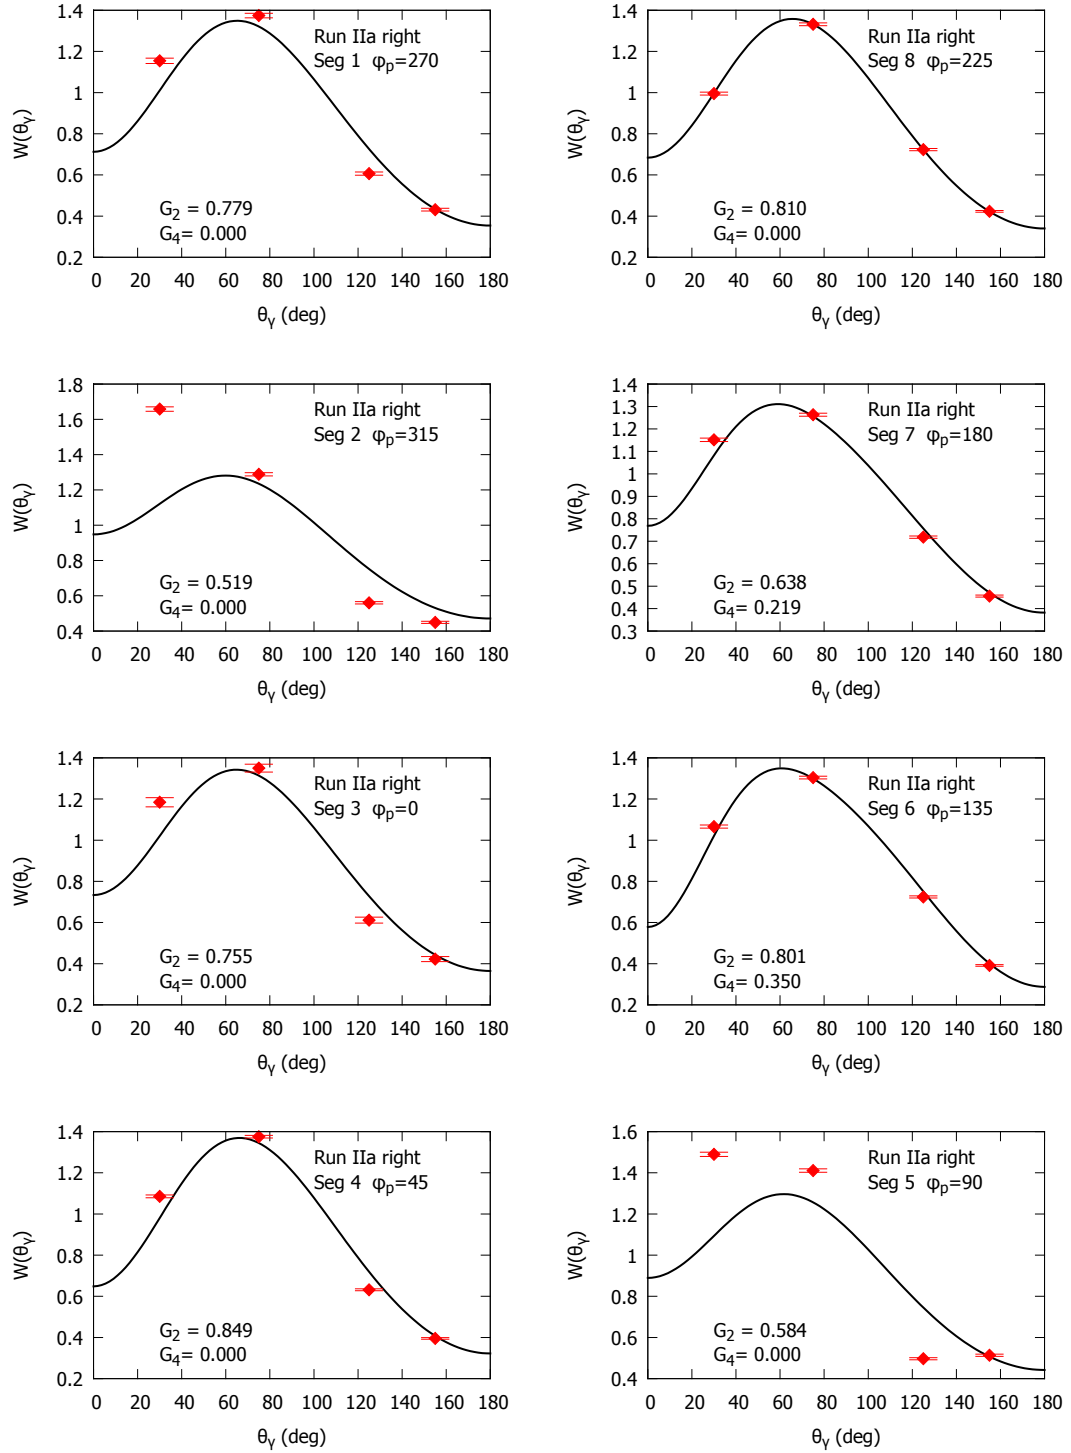 Run IIa right
Seg 1 φp=270
G2 = 0.779
G4= 0.000
W(θγ)
1.4
1.2
1
0.8
0.6
0.4
0.2
0 20 40 60 80 100 120 140 160 180
θγ (deg)
Run IIa right
Seg 8 φp=225
G2 = 0.810
G4= 0.000
W(θγ)
1.4
1.2
1
0.8
0.6
0.4
0.2
0 20 40 60 80 100 120 140 160 180
θγ (deg)
Run IIa right
Seg 2 φp=315
G2 = 0.519
G4= 0.000
W(θγ)
1.8
1.6
1.4
1.2
1
0.8
0.6
0.4
0 20 40 60 80 100 120 140 160 180
θγ (deg)
Run IIa right
Seg 7 φp=180
G2 = 0.638
G4= 0.219
W(θγ)
1.4
1.3
1.2
1.1
1
0.9
0.8
0.7
0.6
0.5
0.4
0.3
0 20 40 60 80 100 120 140 160 180
θγ (deg)
Run IIa right
Seg 3 φp=0
G2 = 0.755
G4= 0.000
W(θγ)
1.4
1.2
1
0.8
0.6
0.4
0.2
0 20 40 60 80 100 120 140 160 180
θγ (deg)
Run IIa right
Seg 6 φp=135
G2 = 0.801
G4= 0.350
W(θγ)
1.4
1.2
1
0.8
0.6
0.4
0.2
0 20 40 60 80 100 120 140 160 180
θγ (deg)
Run IIa right
Seg 4 φp=45
G2 = 0.849
G4= 0.000
W(θγ)
1.4
1.2
1
0.8
0.6
0.4
0.2
0 20 40 60 80 100 120 140 160 180
θγ (deg)
Run IIa right
Seg 5 φp=90
G2 = 0.584
G4= 0.000
W(θγ)
1.6
1.4
1.2
1
0.8
0.6
0.4
0 20 40 60 80 100 120 140 160 180
θγ (deg)